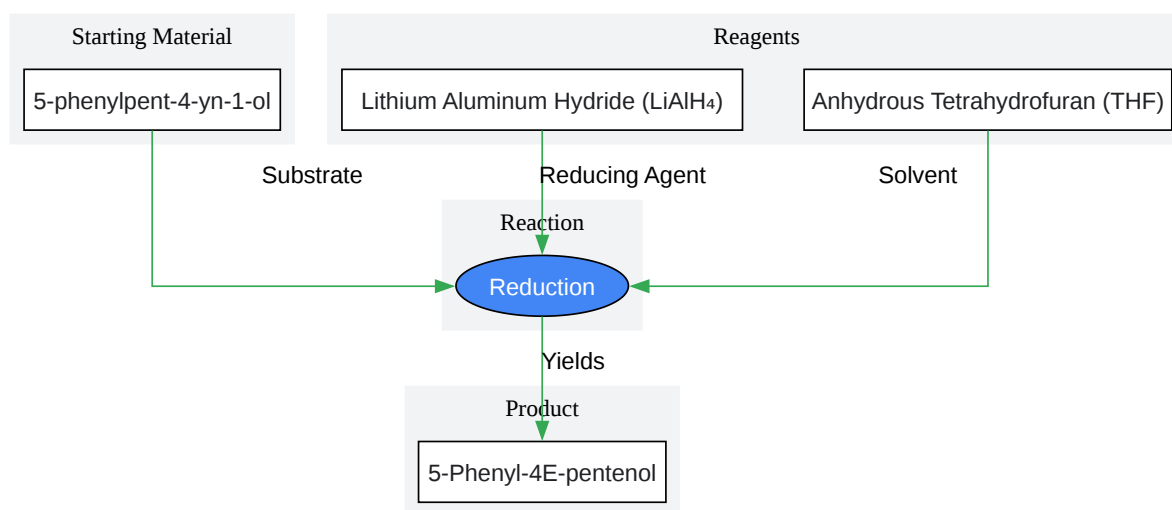 Starting Material
Reagents
5-phenylpent-4-yn-1-ol
Lithium Aluminum Hydride (LiAlH₄)
Anhydrous Tetrahydrofuran (THF)
Substrate
Reducing Agent
Solvent
Reaction
Reduction
Yields
Product
5-Phenyl-4E-pentenol